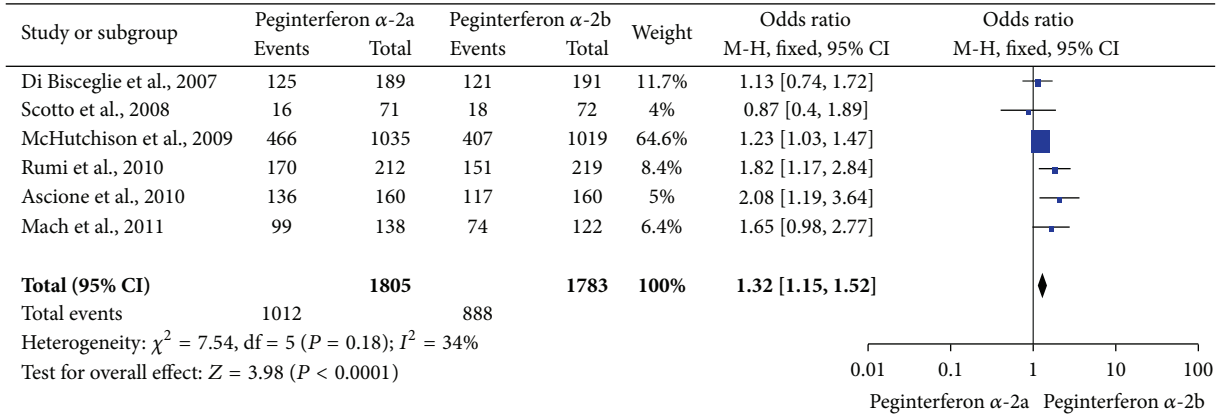 Study or subgroup Peginterferon α-2a Peginterferon α-2b Weight Odds ratio Odds ratio
Events Total Events Total M-H, fixed, 95% CI M-H, fixed, 95% CI
Di Bisceglie et al., 2007 125 189 121 191 11.7% 1.13 [0.74, 1.72]
Scotto et al., 2008 16 71 18 72 4% 0.87 [0.4, 1.89]
McHutchison et al., 2009 466 1035 407 1019 64.6% 1.23 [1.03, 1.47]
Rumi et al., 2010 170 212 151 219 8.4% 1.82 [1.17, 2.84]
Ascione et al., 2010 136 160 117 160 5% 2.08 [1.19, 3.64]
Mach et al., 2011 99 138 74 122 6.4% 1.65 [0.98, 2.77]
Total (95% CI) 1805 1783 100% 1.32 [1.15, 1.52]
Total events 1012 888
Heterogeneity: χ² = 7.54, df = 5 (P = 0.18); I² = 34%
Test for overall effect: Z = 3.98 (P < 0.0001)
0.01 0.1 1 10 100
Peginterferon α-2a Peginterferon α-2b